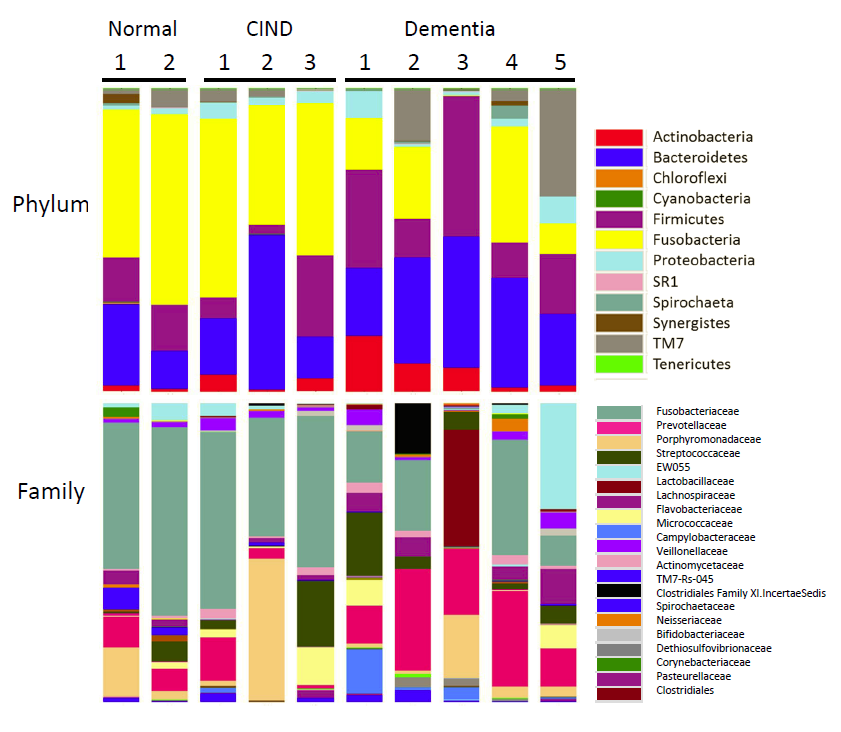 Normal CIND Dementia
1 2 1 2 3 1 2 3 4 5
Phylum
Actinobacteria
Bacteroidetes
Chloroflexi
Cyanobacteria
Firmicutes
Fusobacteria
Proteobacteria
SR1
Spirochaeta
Synergistes
TM7
Tenericutes
Family
Fusobacteriaceae
Prevotellaceae
Porphyromonadaceae
Streptococcaceae
EW055
Lactobacillaceae
Lachnospiraceae
Flavobacteriaceae
Micrococcaceae
Campylobacteraceae
Veillonellaceae
Actinomycetaceae
TM7-Rs-045
Clostridiales Family XI.IncertaeSedis
Spirochaetaceae
Neisseriaceae
Bifidobacteriaceae
Dethiosulfovibrionaceae
Corynebacteriaceae
Pasteurellaceae
Clostridiales